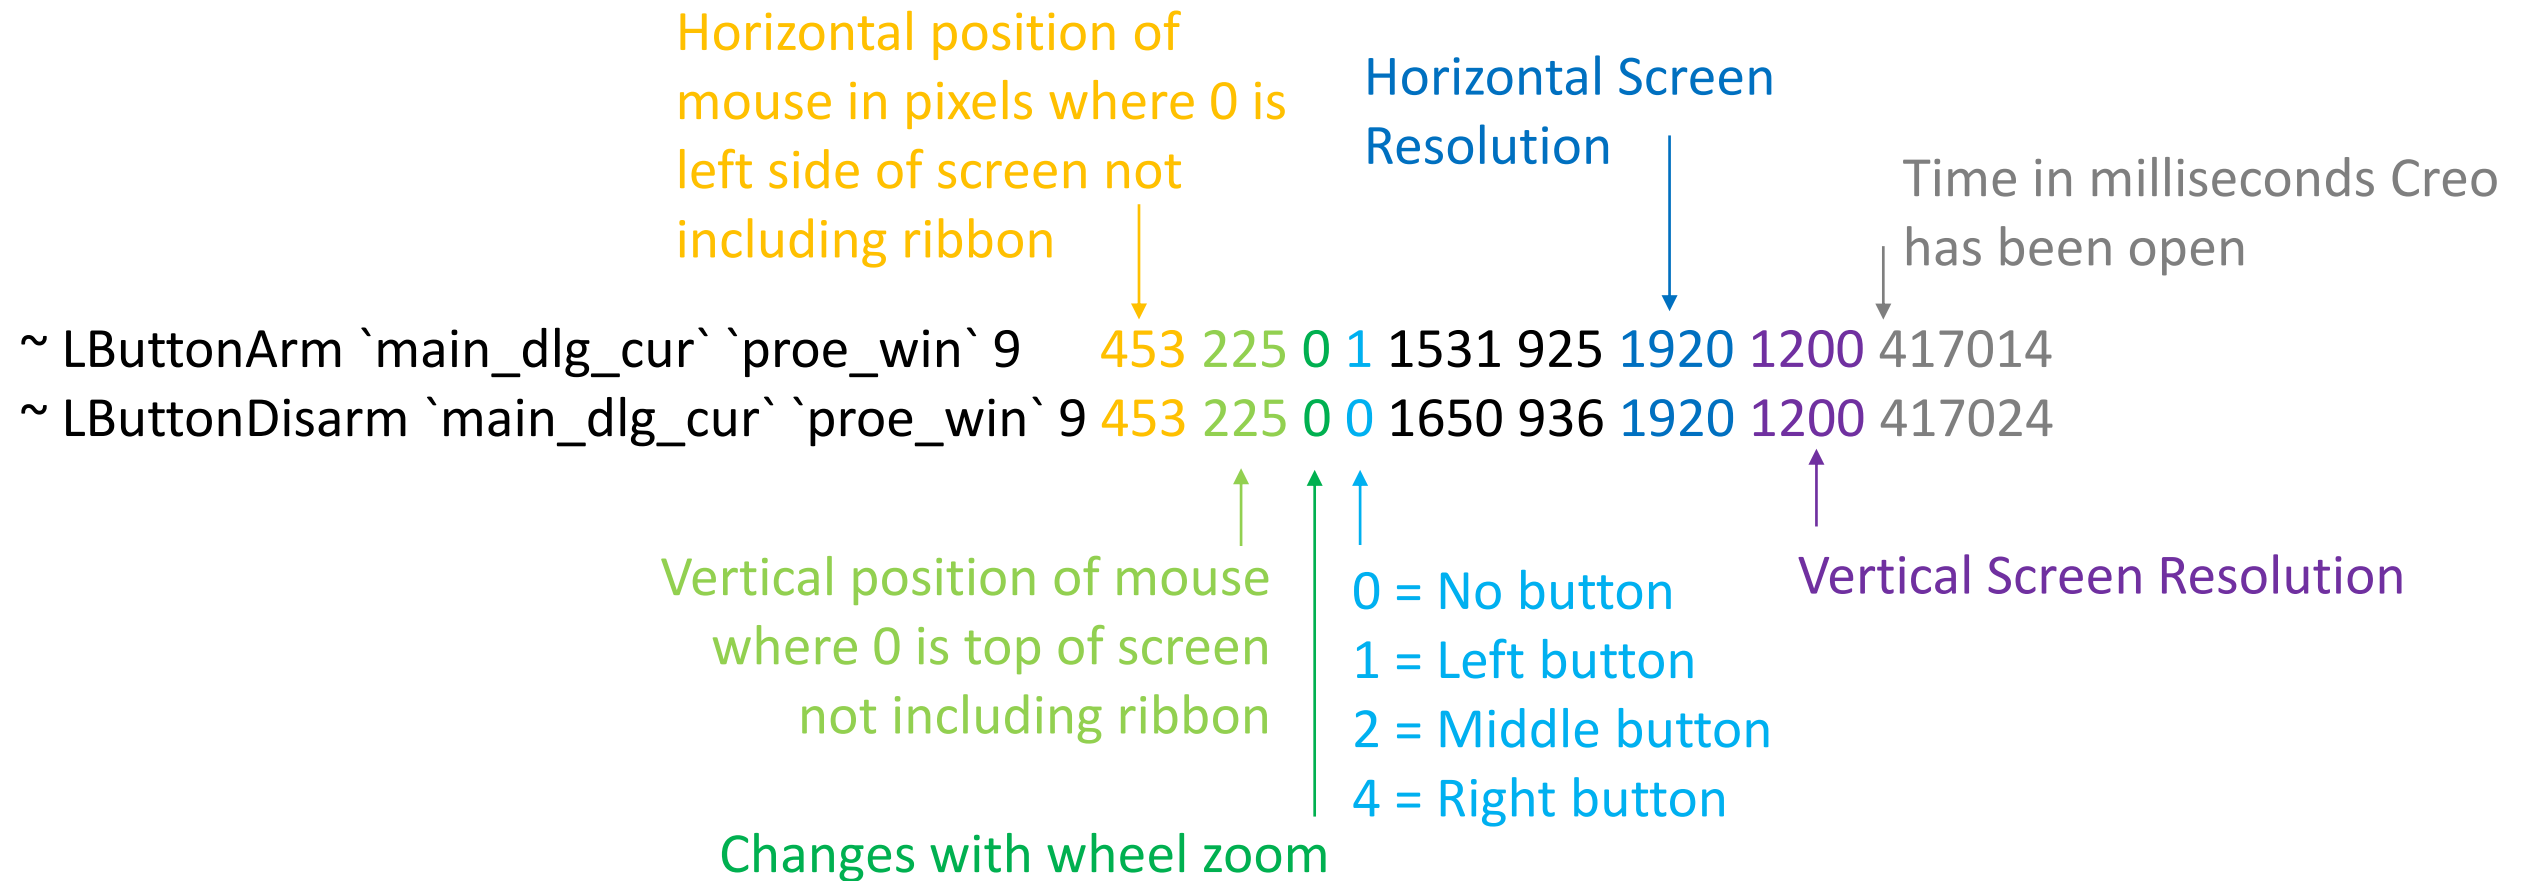 Horizontal position of
mouse in pixels where 0 is
left side of screen not
including ribbon
Horizontal Screen
Resolution
Time in milliseconds Creo
has been open
~ LButtonArm `main_dlg_cur` `proe_win` 9 453 225 0 1 1531 925 1920 1200 417014
~ LButtonDisarm `main_dlg_cur` `proe_win` 9 453 225 0 0 1650 936 1920 1200 417024
Vertical position of mouse
where 0 is top of screen
not including ribbon
Changes with wheel zoom
0 = No button
1 = Left button
2 = Middle button
4 = Right button
Vertical Screen Resolution